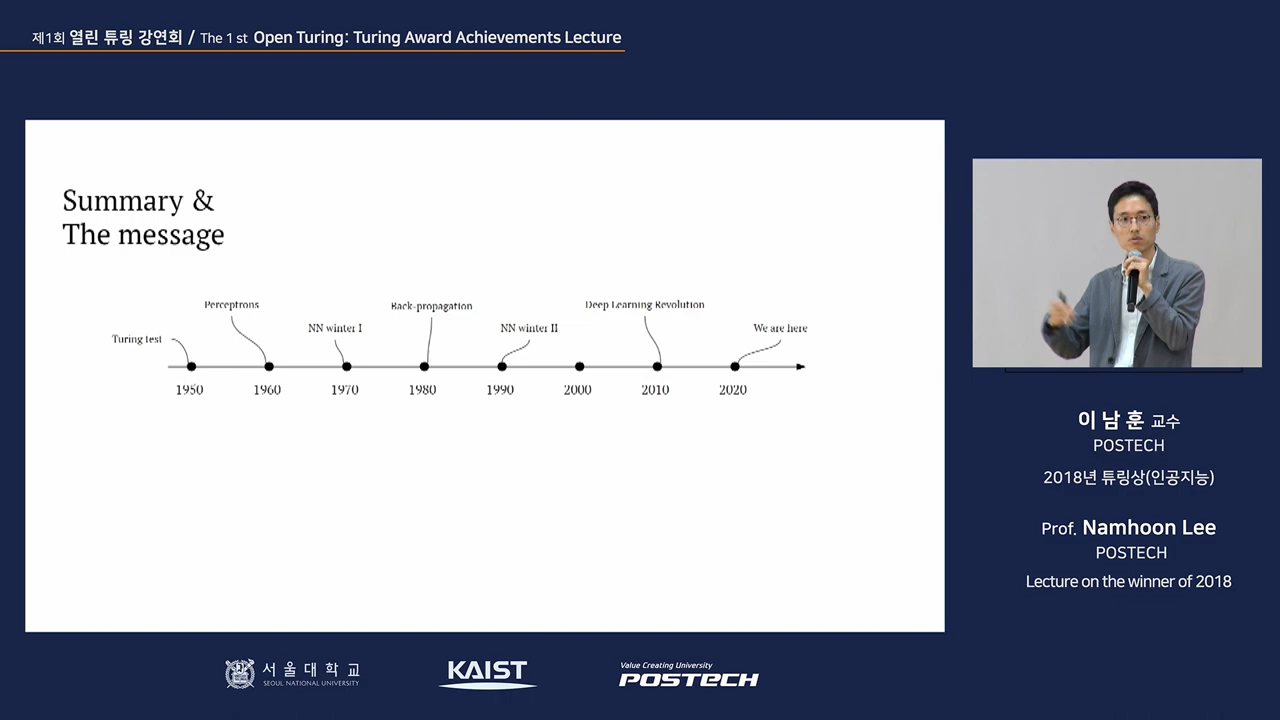 제1회 열린 튜링 강연회 / The 1 st Open Turing: Turing Award Achievements Lecture
Summary &
The message
Perceptrons
Back-propagation
Deep Learning Revolution
Turing test
NN winter I
NN winter II
We are here
1950 1960 1970 1980 1990 2000 2010 2020
이 남 훈 교수
POSTECH
2018년 튜링상(인공지능)
Prof. Namhoon Lee
POSTECH
Lecture on the winner of 2018
서울대학교
SEOUL NATIONAL UNIVERSITY
KAIST
Value Creating University
POSTECH